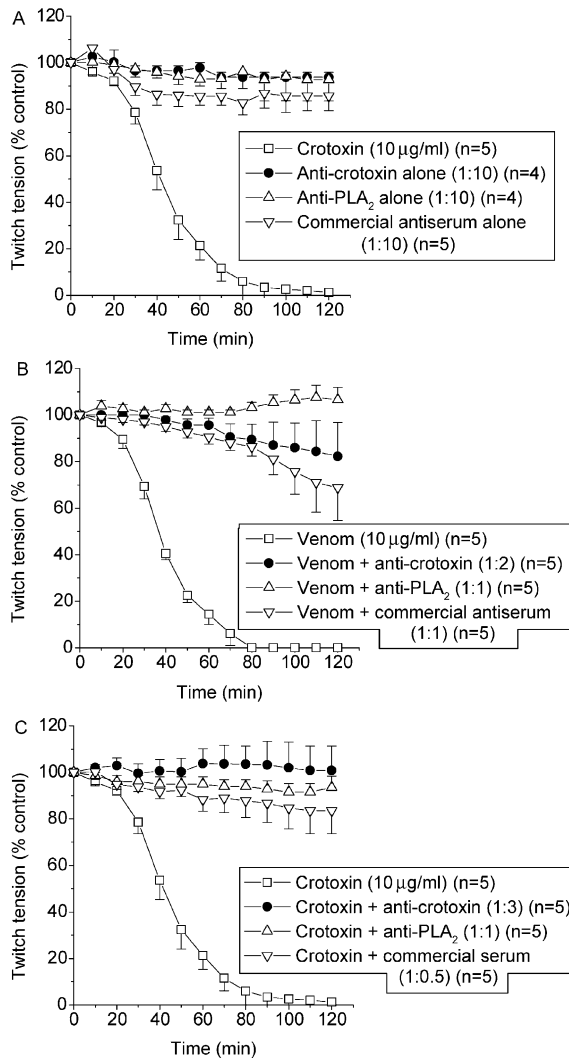 A
120
100
80
60
40
20
0
Twitch tension (% control)
Crotoxin (10 µg/ml) (n=5)
Anti-crotoxin alone (1:10) (n=4)
Anti-PLA₂ alone (1:10) (n=4)
Commercial antiserum alone
(1:10) (n=5)
0 20 40 60 80 100 120
Time (min)
B
120
100
80
60
40
20
0
Twitch tension (% control)
Venom (10 µg/ml) (n=5)
Venom + anti-crotoxin (1:2) (n=5)
Venom + anti-PLA₂ (1:1) (n=5)
Venom + commercial antiserum
(1:1) (n=5)
0 20 40 60 80 100 120
Time (min)
C
120
100
80
60
40
20
0
Twitch tension (% control)
Crotoxin (10 µg/ml) (n=5)
Crotoxin + anti-crotoxin (1:3) (n=5)
Crotoxin + anti-PLA₂ (1:1) (n=5)
Crotoxin + commercial serum
(1:0.5) (n=5)
0 20 40 60 80 100 120
Time (min)